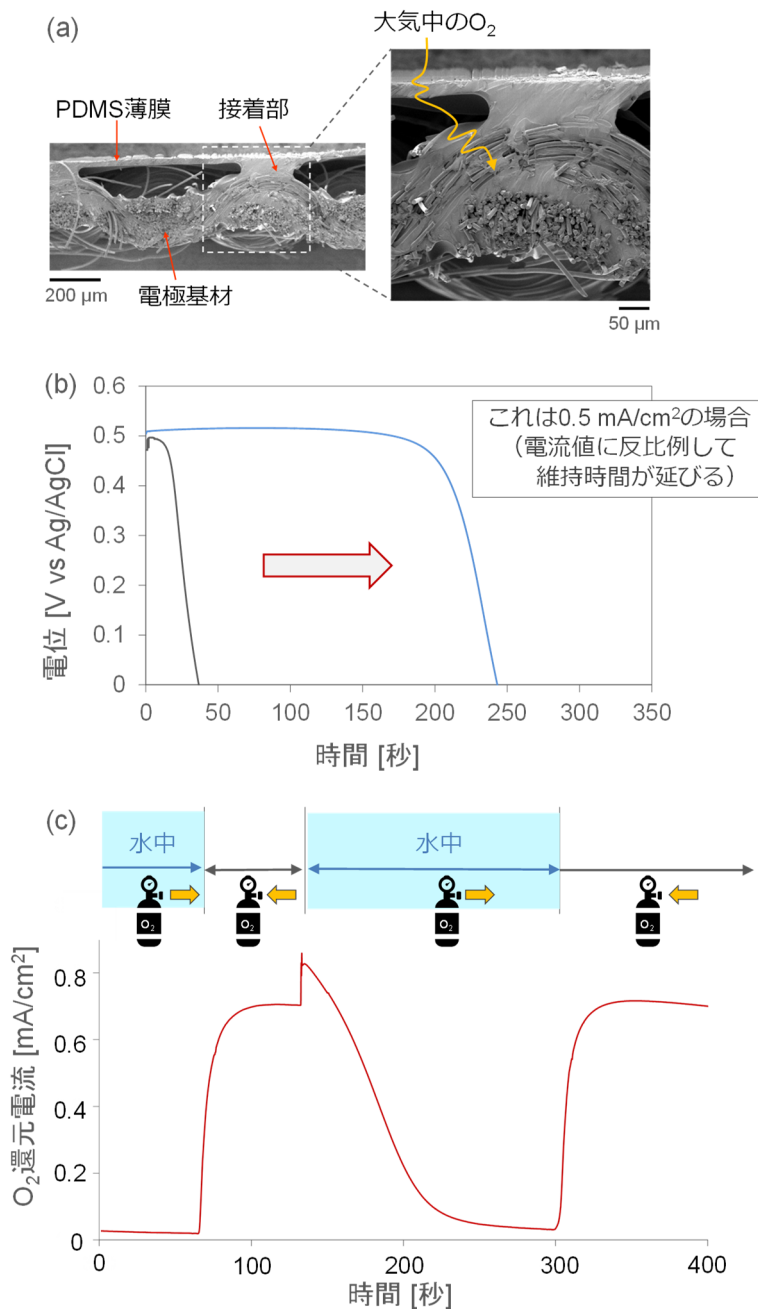 (a)
大気中のO₂
PDMS薄膜
接着部
電極基材
200 μm
50 μm
(b)
これは0.5 mA/cm²の場合
（電流値に反比例して
維持時間が延びる）
電位 [V vs Ag/AgCl]
0.6
0.5
0.4
0.3
0.2
0.1
0
0 50 100 150 200 250 300 350
時間 [秒]
(c)
水中
水中
O₂ O₂ O₂ O₂
O₂還元電流 [mA/cm²]
0.8
0.6
0.4
0.2
0
0 100 200 300 400
時間 [秒]